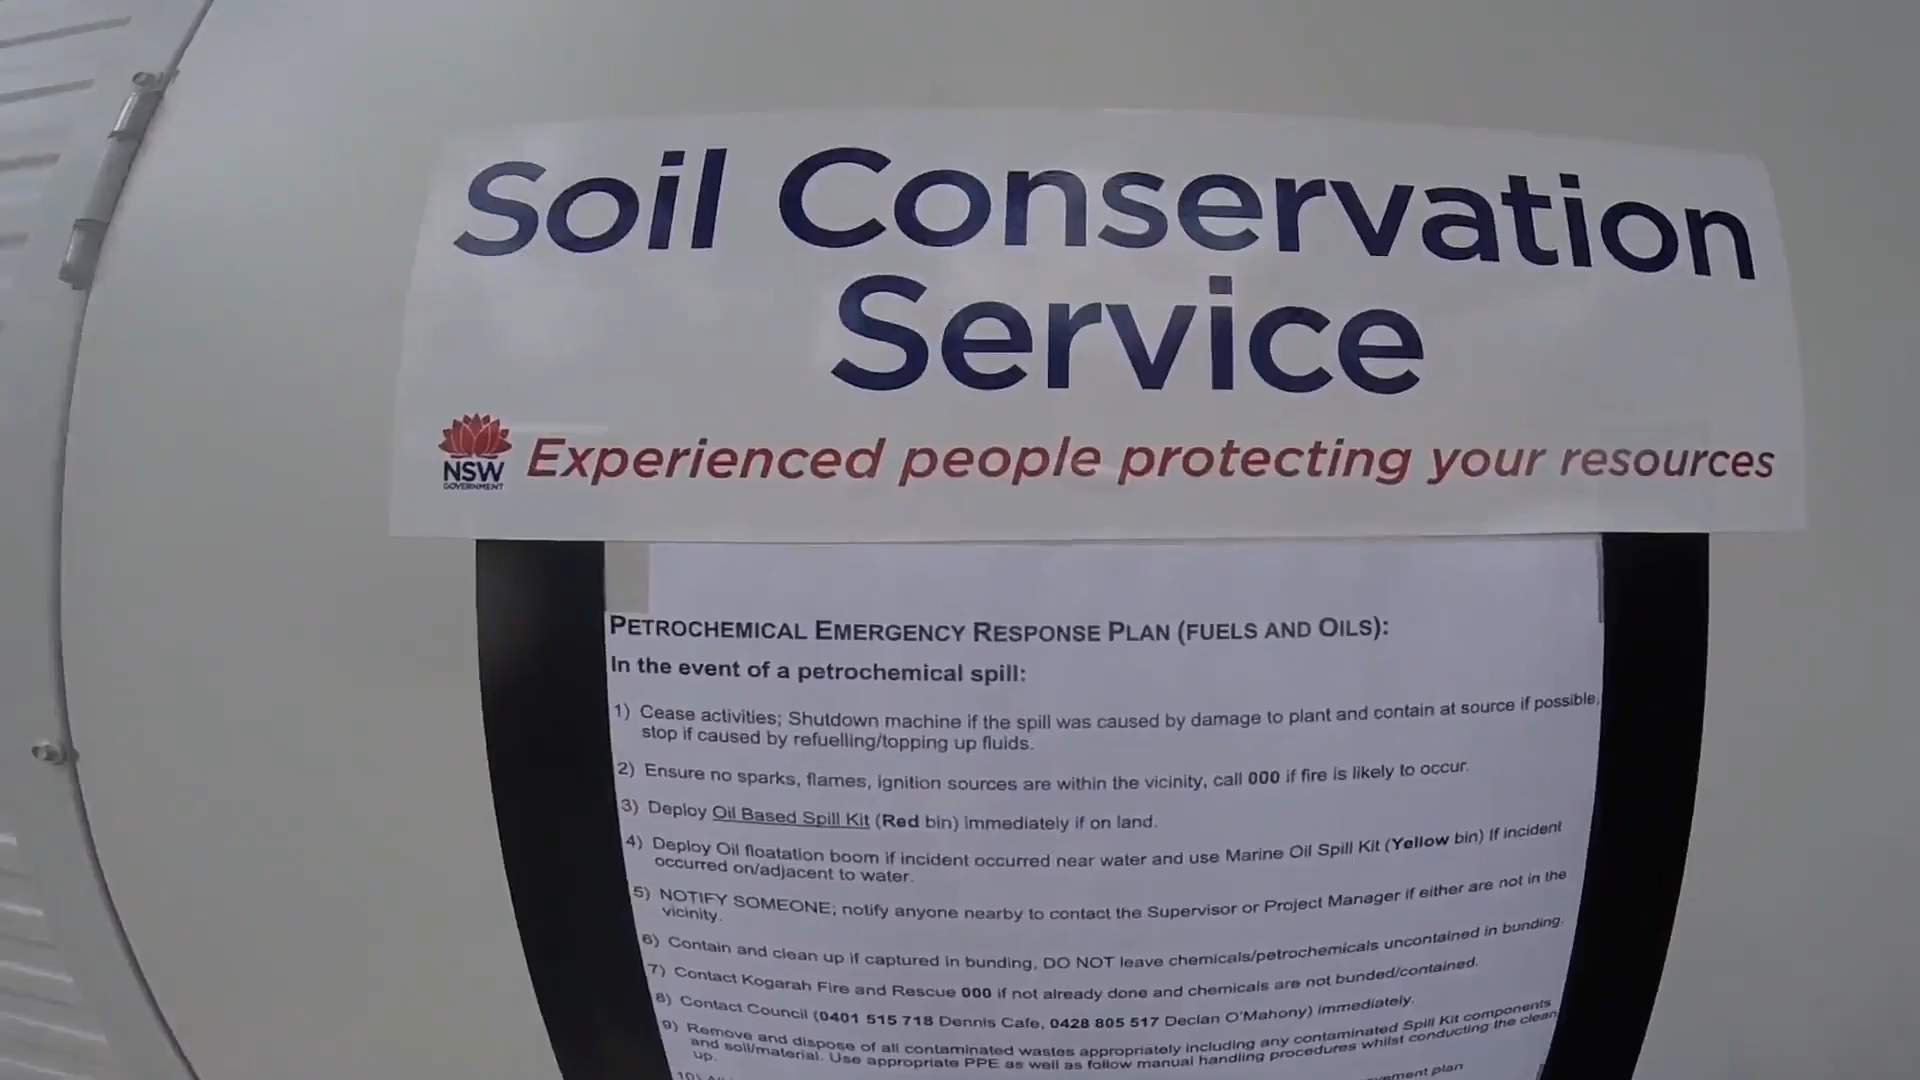 Soil Conservation
Service
NSW
GOVERNMENT
Experienced people protecting your resources
PETROCHEMICAL EMERGENCY RESPONSE PLAN (FUELS AND OILS):
In the event of a petrochemical spill:
1) Cease activities; Shutdown machine if the spill was caused by damage to plant and contain at source if possible,
stop if caused by refuelling/topping up fluids.
2) Ensure no sparks, flames, ignition sources are within the vicinity, call 000 if fire is likely to occur.
3) Deploy Oil Based Spill Kit (Red bin) immediately if on land.
4) Deploy Oil floatation boom if incident occurred near water and use Marine Oil Spill Kit (Yellow bin) If incident
occurred on/adjacent to water.
5) NOTIFY SOMEONE; notify anyone nearby to contact the Supervisor or Project Manager if either are not in the
vicinity.
6) Contain and clean up if captured in bunding, DO NOT leave chemicals/petrochemicals uncontained in bunding.
7) Contact Kogarah Fire and Rescue 000 if not already done and chemicals are not bunded/contained.
8) Contact Council (0401 515 718 Dennis Cafe, 0428 805 517 Declan O'Mahony) immediately.
9) Remove and dispose of all contaminated wastes appropriately including any contaminated Spill Kit components
and soil/material. Use appropriate PPE as well as follow manual handling procedures whilst conducting the clean
up.
10)
plan